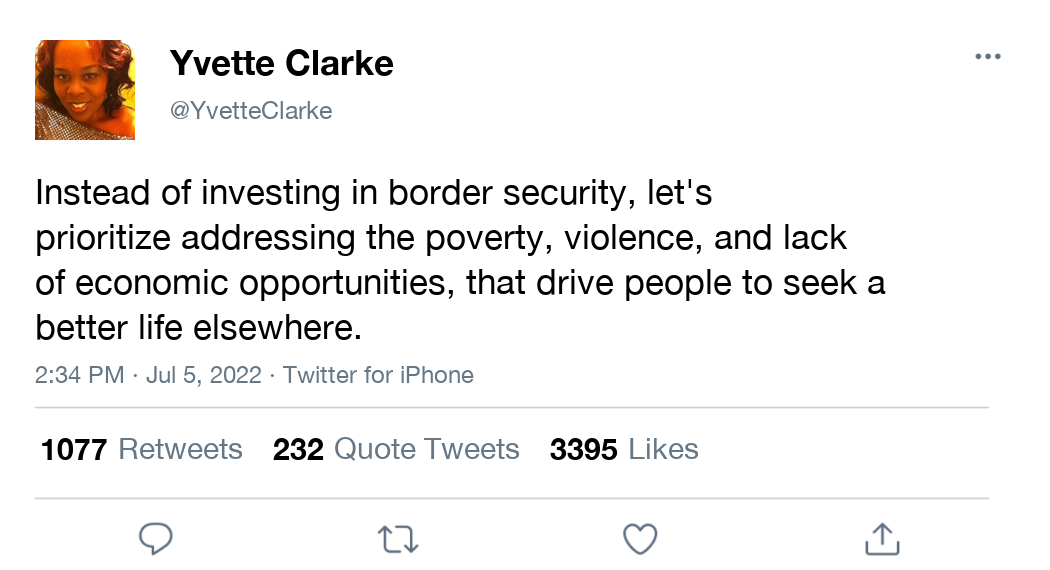 Yvette Clarke
@YvetteClarke
Instead of investing in border security, let's
prioritize addressing the poverty, violence, and lack
of economic opportunities, that drive people to seek a
better life elsewhere.
2:34 PM · Jul 5, 2022 · Twitter for iPhone
1077 Retweets 232 Quote Tweets 3395 Likes